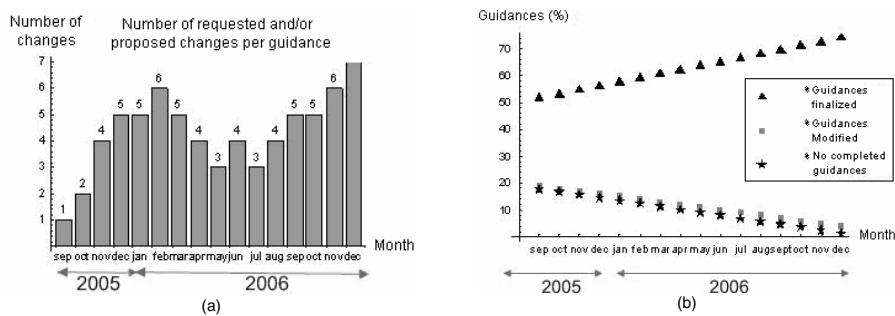 Number of changes
Number of requested and/or
proposed changes per guidance
7
6
5
4
3
2
1
1
2
4
5
5
6
5
4
3
4
3
4
5
5
6
sep oct nov dec jan feb mar apr may jun jul aug sep oct nov dec
Month
2005
2006
(a)
Guidances (%)
70
60
50
40
30
20
10
* Guidances
finalized
* Guidances
Modified
* No completed
guidances
sep oct nov dec jan feb mar apr may jun jul aug sept oct nov dec
Month
2005
2006
(b)